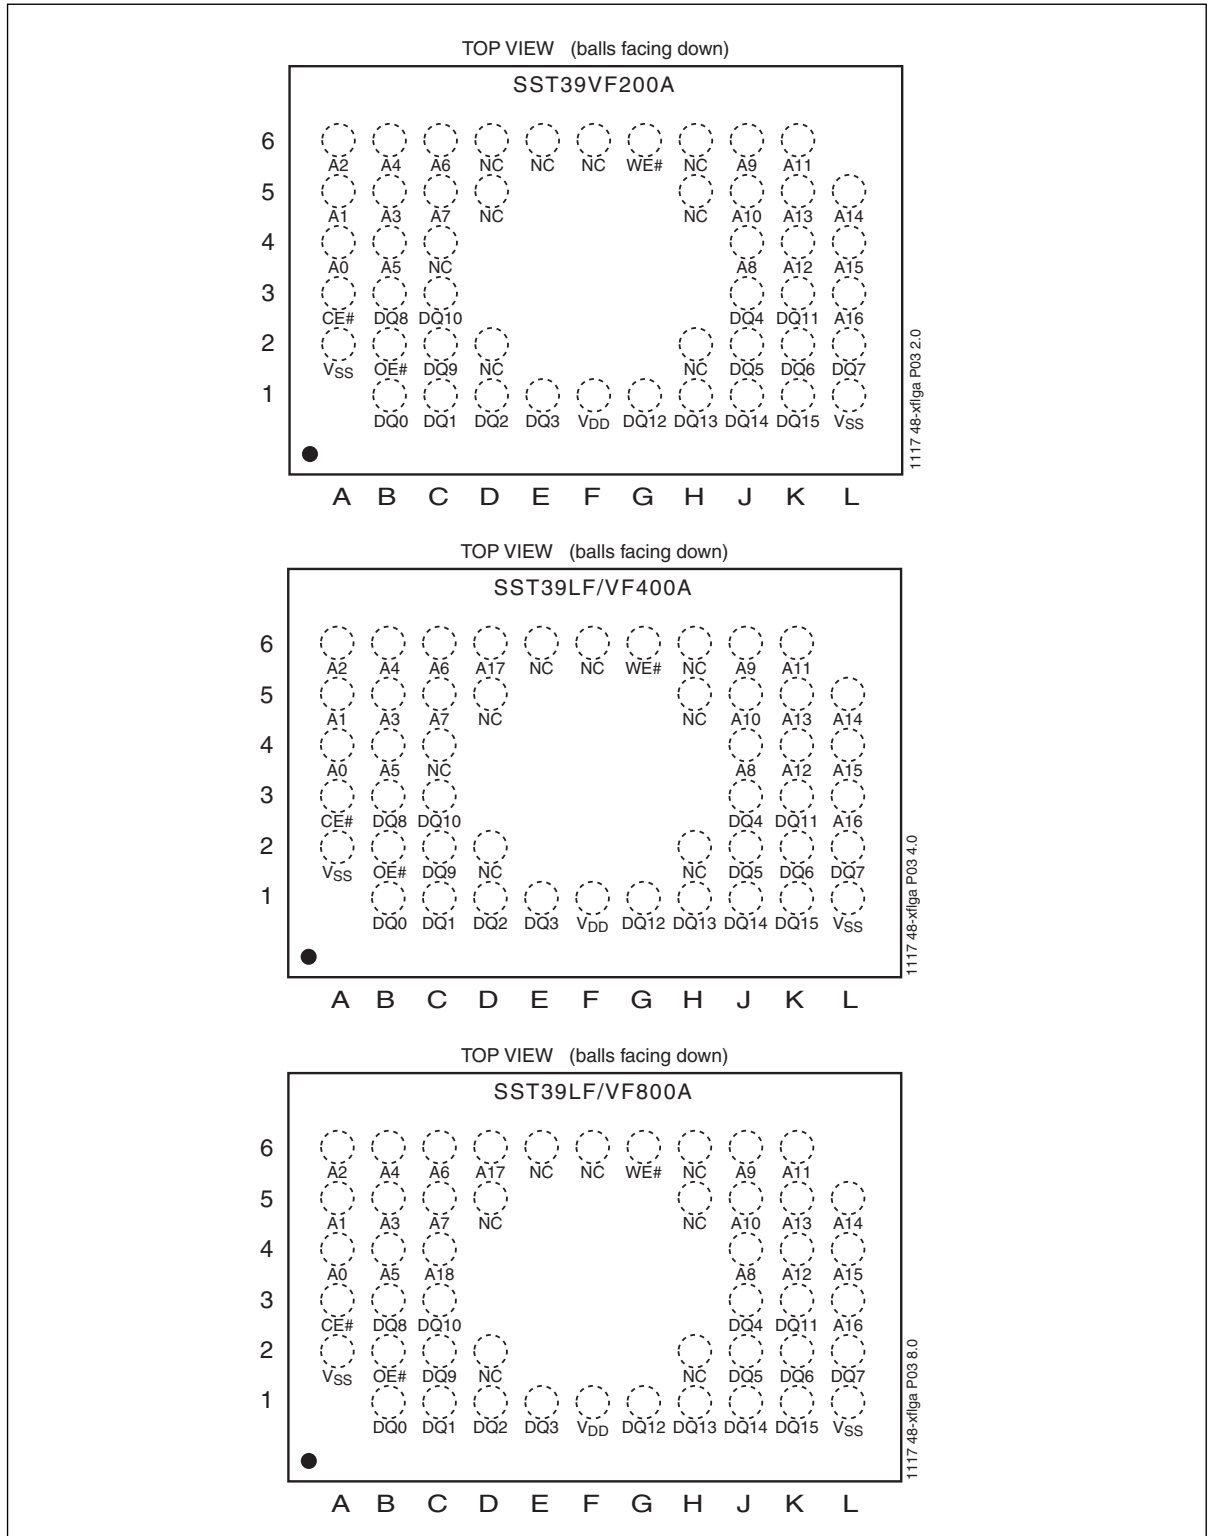 TOP VIEW (balls facing down)
SST39VF200A
6
A2 A4 A6 NC NC NC WE# NC A9 A11
5
A1 A3 A7 NC NC A10 A13 A14
4
A0 A5 NC A8 A12 A15
3
CE# DQ8 DQ10 DQ4 DQ11 A16
2
VSS OE# DQ9 NC NC DQ5 DQ6 DQ7
1
DQ0 DQ1 DQ2 DQ3 VDD DQ12 DQ13 DQ14 DQ15 VSS
1117 48-xflga P03 2.0
A B C D E F G H J K L
TOP VIEW (balls facing down)
SST39LF/VF400A
6
A2 A4 A6 A17 NC NC WE# NC A9 A11
5
A1 A3 A7 NC NC A10 A13 A14
4
A0 A5 NC A8 A12 A15
3
CE# DQ8 DQ10 DQ4 DQ11 A16
2
VSS OE# DQ9 NC NC DQ5 DQ6 DQ7
1
DQ0 DQ1 DQ2 DQ3 VDD DQ12 DQ13 DQ14 DQ15 VSS
1117 48-xflga P03 4.0
A B C D E F G H J K L
TOP VIEW (balls facing down)
SST39LF/VF800A
6
A2 A4 A6 A17 NC NC WE# NC A9 A11
5
A1 A3 A7 NC NC A10 A13 A14
4
A0 A5 A18 A8 A12 A15
3
CE# DQ8 DQ10 DQ4 DQ11 A16
2
VSS OE# DQ9 NC NC DQ5 DQ6 DQ7
1
DQ0 DQ1 DQ2 DQ3 VDD DQ12 DQ13 DQ14 DQ15 VSS
1117 48-xflga P03 8.0
A B C D E F G H J K L